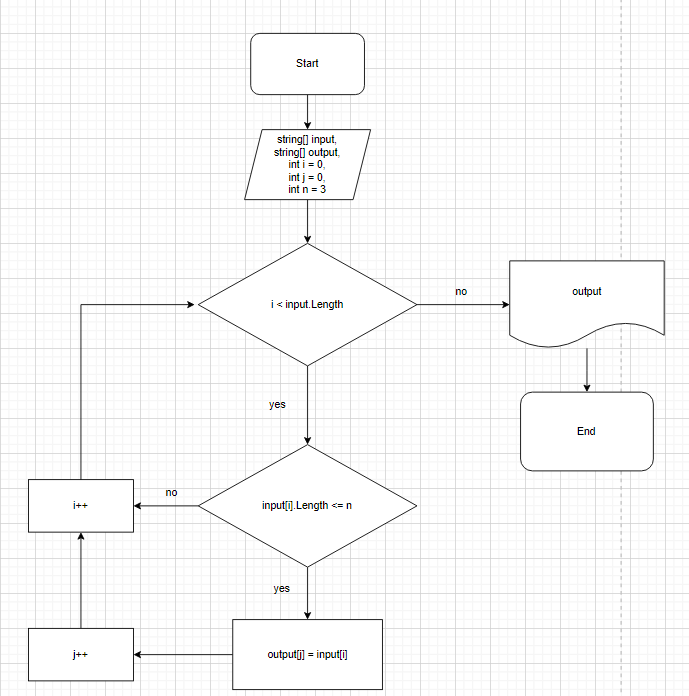 Start
string[] input,
string[] output,
int i = 0,
int j = 0,
int n = 3
i < input.Length
no
output
yes
End
input[i].Length <= n
no
i++
yes
output[j] = input[i]
j++